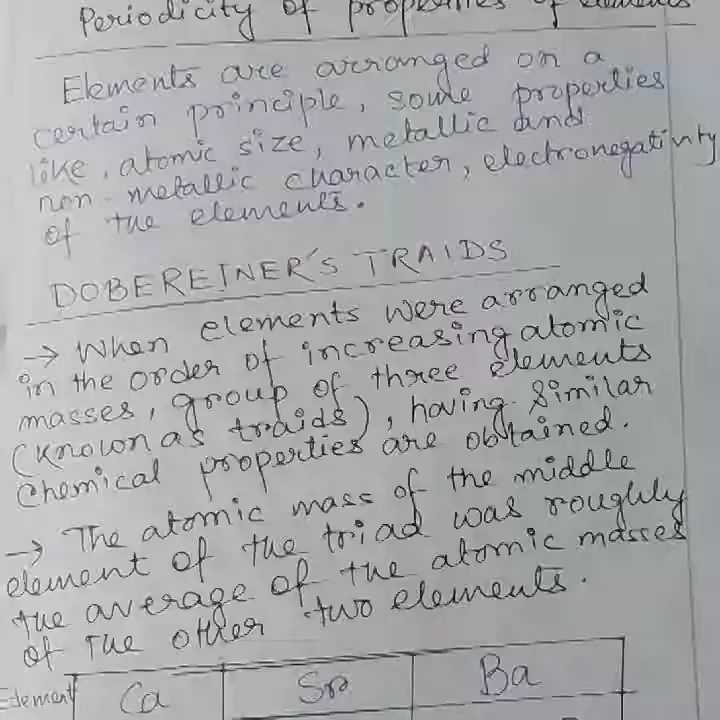 Periodicity of properties of elements
Elements are arranged on a
certain principle, some properties
like, atomic size, metallic and
non-metallic character, electronegativity
of the elements.
DOBEREINER'S TRAIDS
→ When elements were arranged
in the order of increasing atomic
masses, group of three elements
(known as traids), having similar
chemical properties are obtained.
→ The atomic mass of the middle
element of the triad was roughly
the average of the atomic masses
of the other two elements.
Element Ca Sr Ba